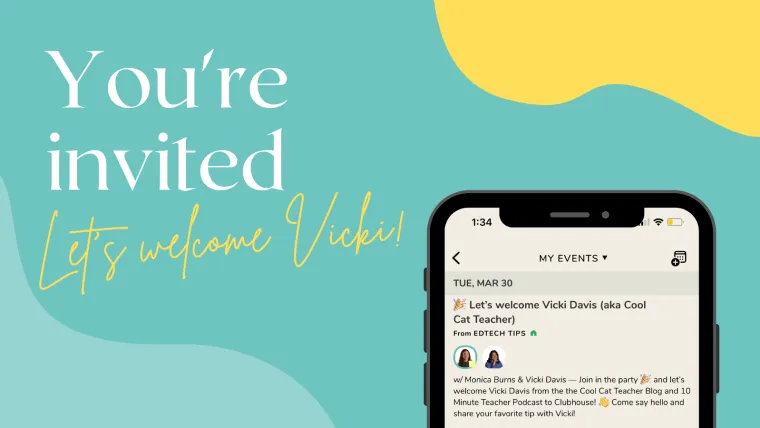 You're
invited
Let's welcome Vicki!
1:34
MY EVENTS ▾
TUE, MAR 30
🎉 Let's welcome Vicki Davis (aka Cool
Cat Teacher)
From EDTECH TIPS
w/ Monica Burns & Vicki Davis — Join in the party 🎉 and let's
welcome Vicki Davis from the the Cool Cat Teacher Blog and 10
Minute Teacher Podcast to Clubhouse! 👏 Come say hello and
share your favorite tip with Vicki!